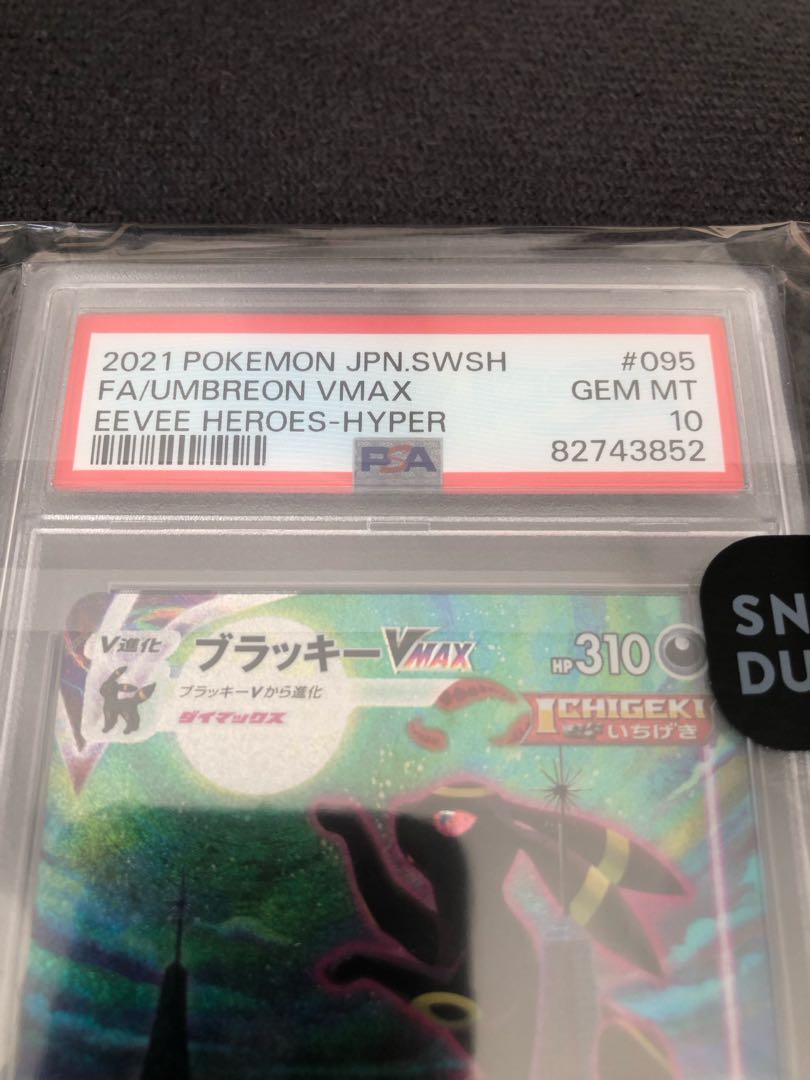 2021 POKEMON JPN.SWSH #095
FA/UMBREON VMAX GEM MT
EEVEE HEROES-HYPER 10
82743852
PSA
V進化 ブラッキーVMAX HP310
ブラッキーVから進化
ダイマックス
ICHIGEKI
いちげき
SN
DU